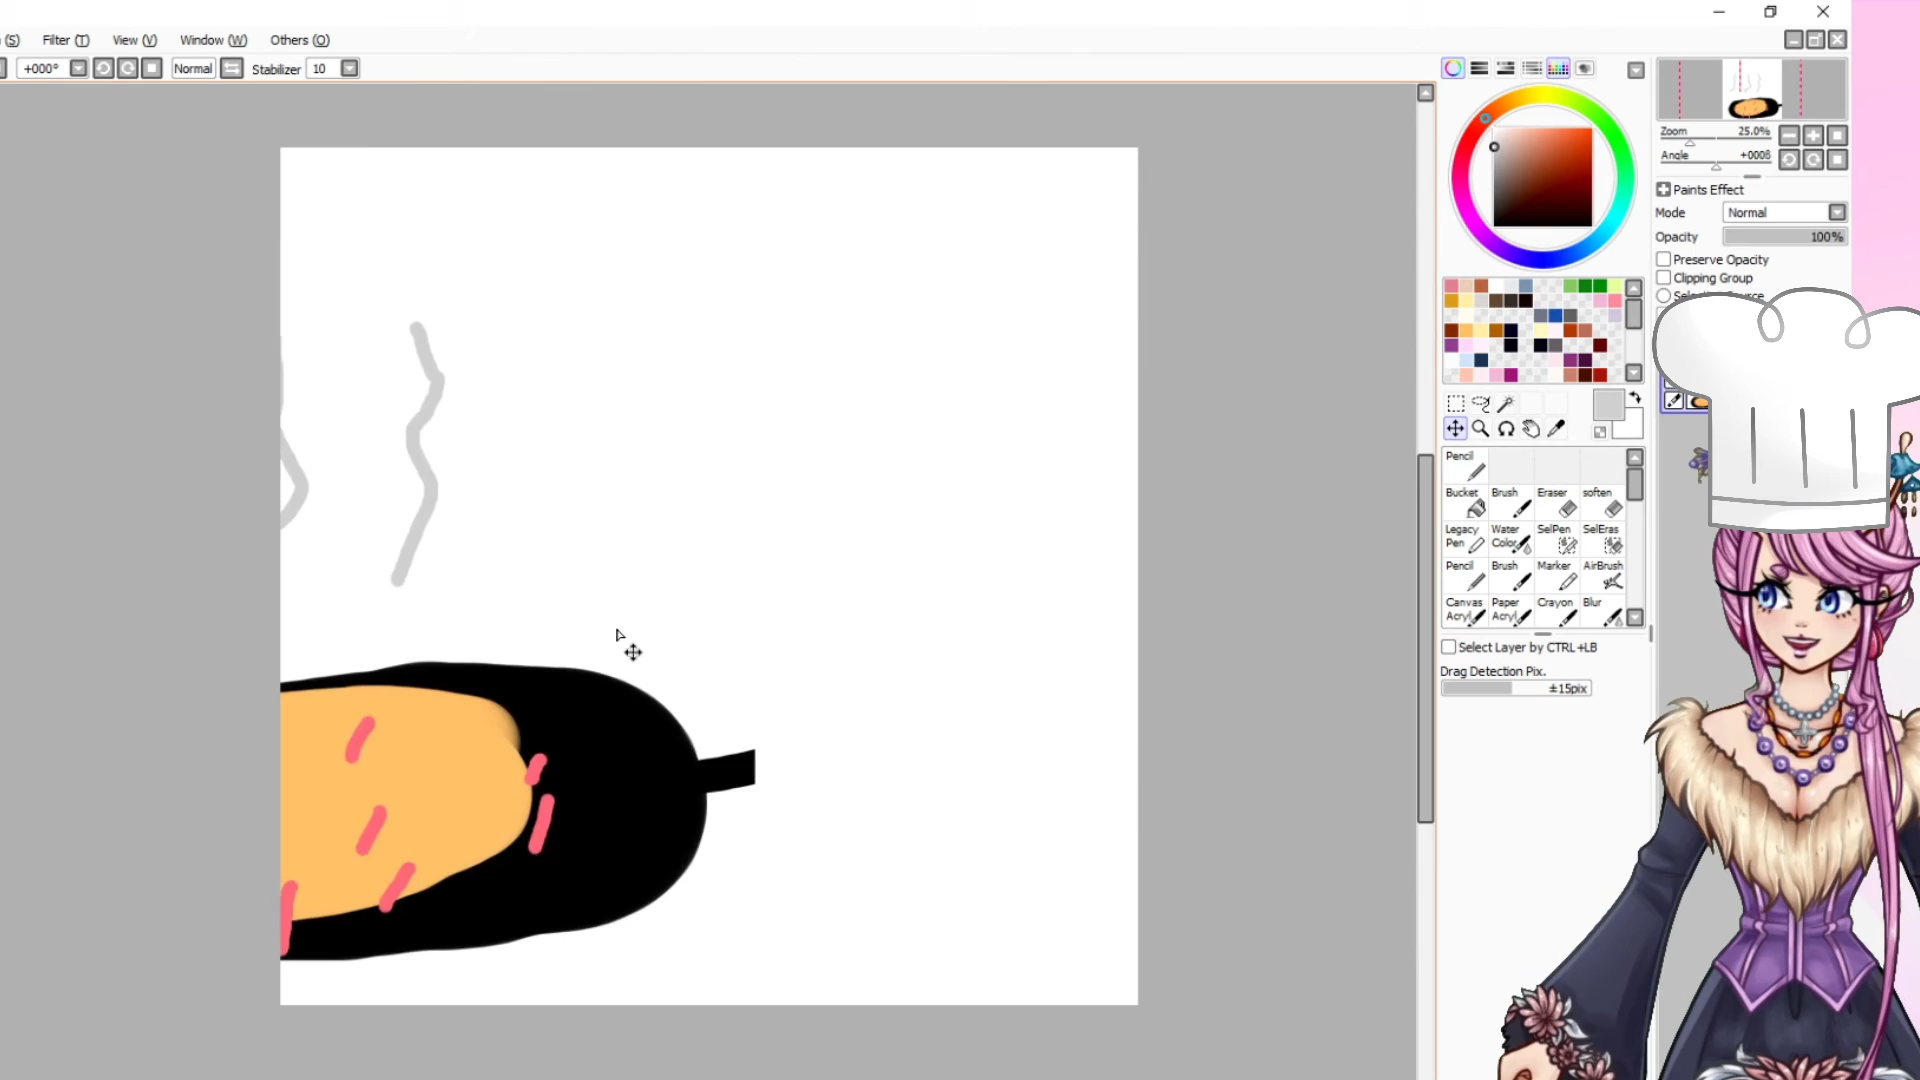 (S) Filter (T) View (V) Window (W) Others (O)
+000° Normal Stabilizer 10
Zoom 25.0%
Angle +000δ
Paints Effect
Mode Normal
Opacity 100%
Preserve Opacity
Clipping Group
Pencil
Bucket Brush Eraser soften
Legacy Pen Water Color SelPen SelEras
Pencil Brush Marker AirBrush
Canvas Acryl Paper Acryl Crayon Blur
Select Layer by CTRL+LB
Drag Detection Pix.
±15pix